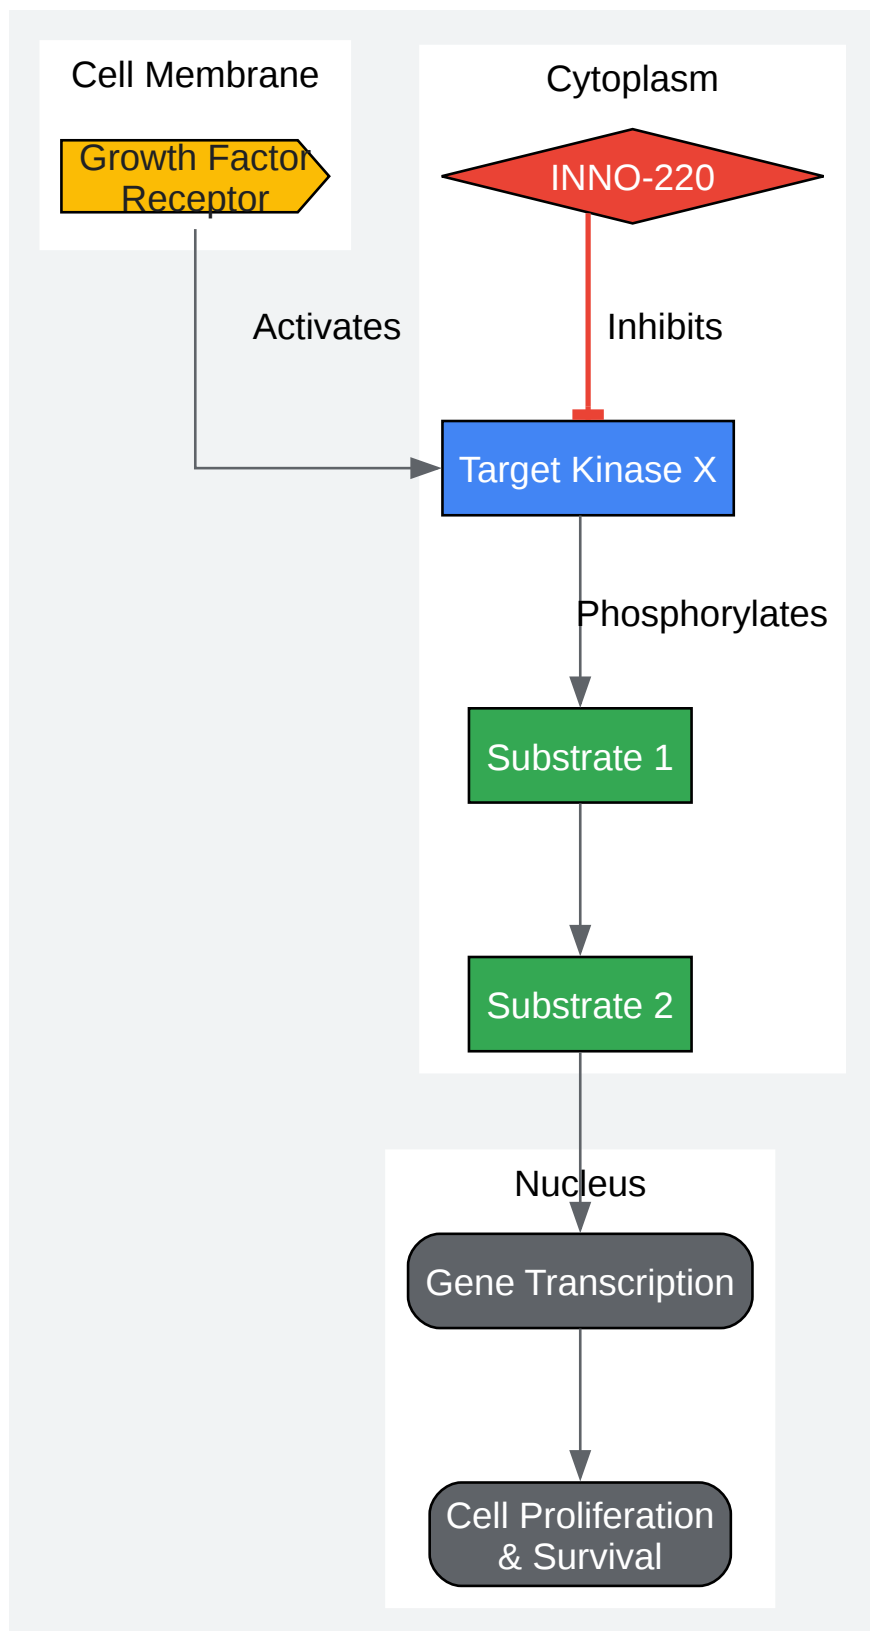 Cell Membrane
Growth Factor
Receptor
Cytoplasm
INNO-220
Activates
Inhibits
Target Kinase X
Phosphorylates
Substrate 1
Substrate 2
Nucleus
Gene Transcription
Cell Proliferation
& Survival